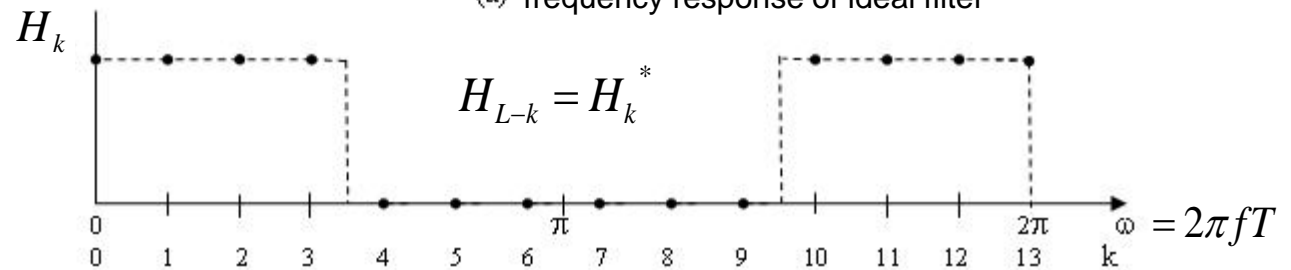 frequency response of ideal filter
H_k
H_{L-k} = H_k^*
0 π 2π ω = 2πfT
0 1 2 3 4 5 6 7 8 9 10 11 12 13 k